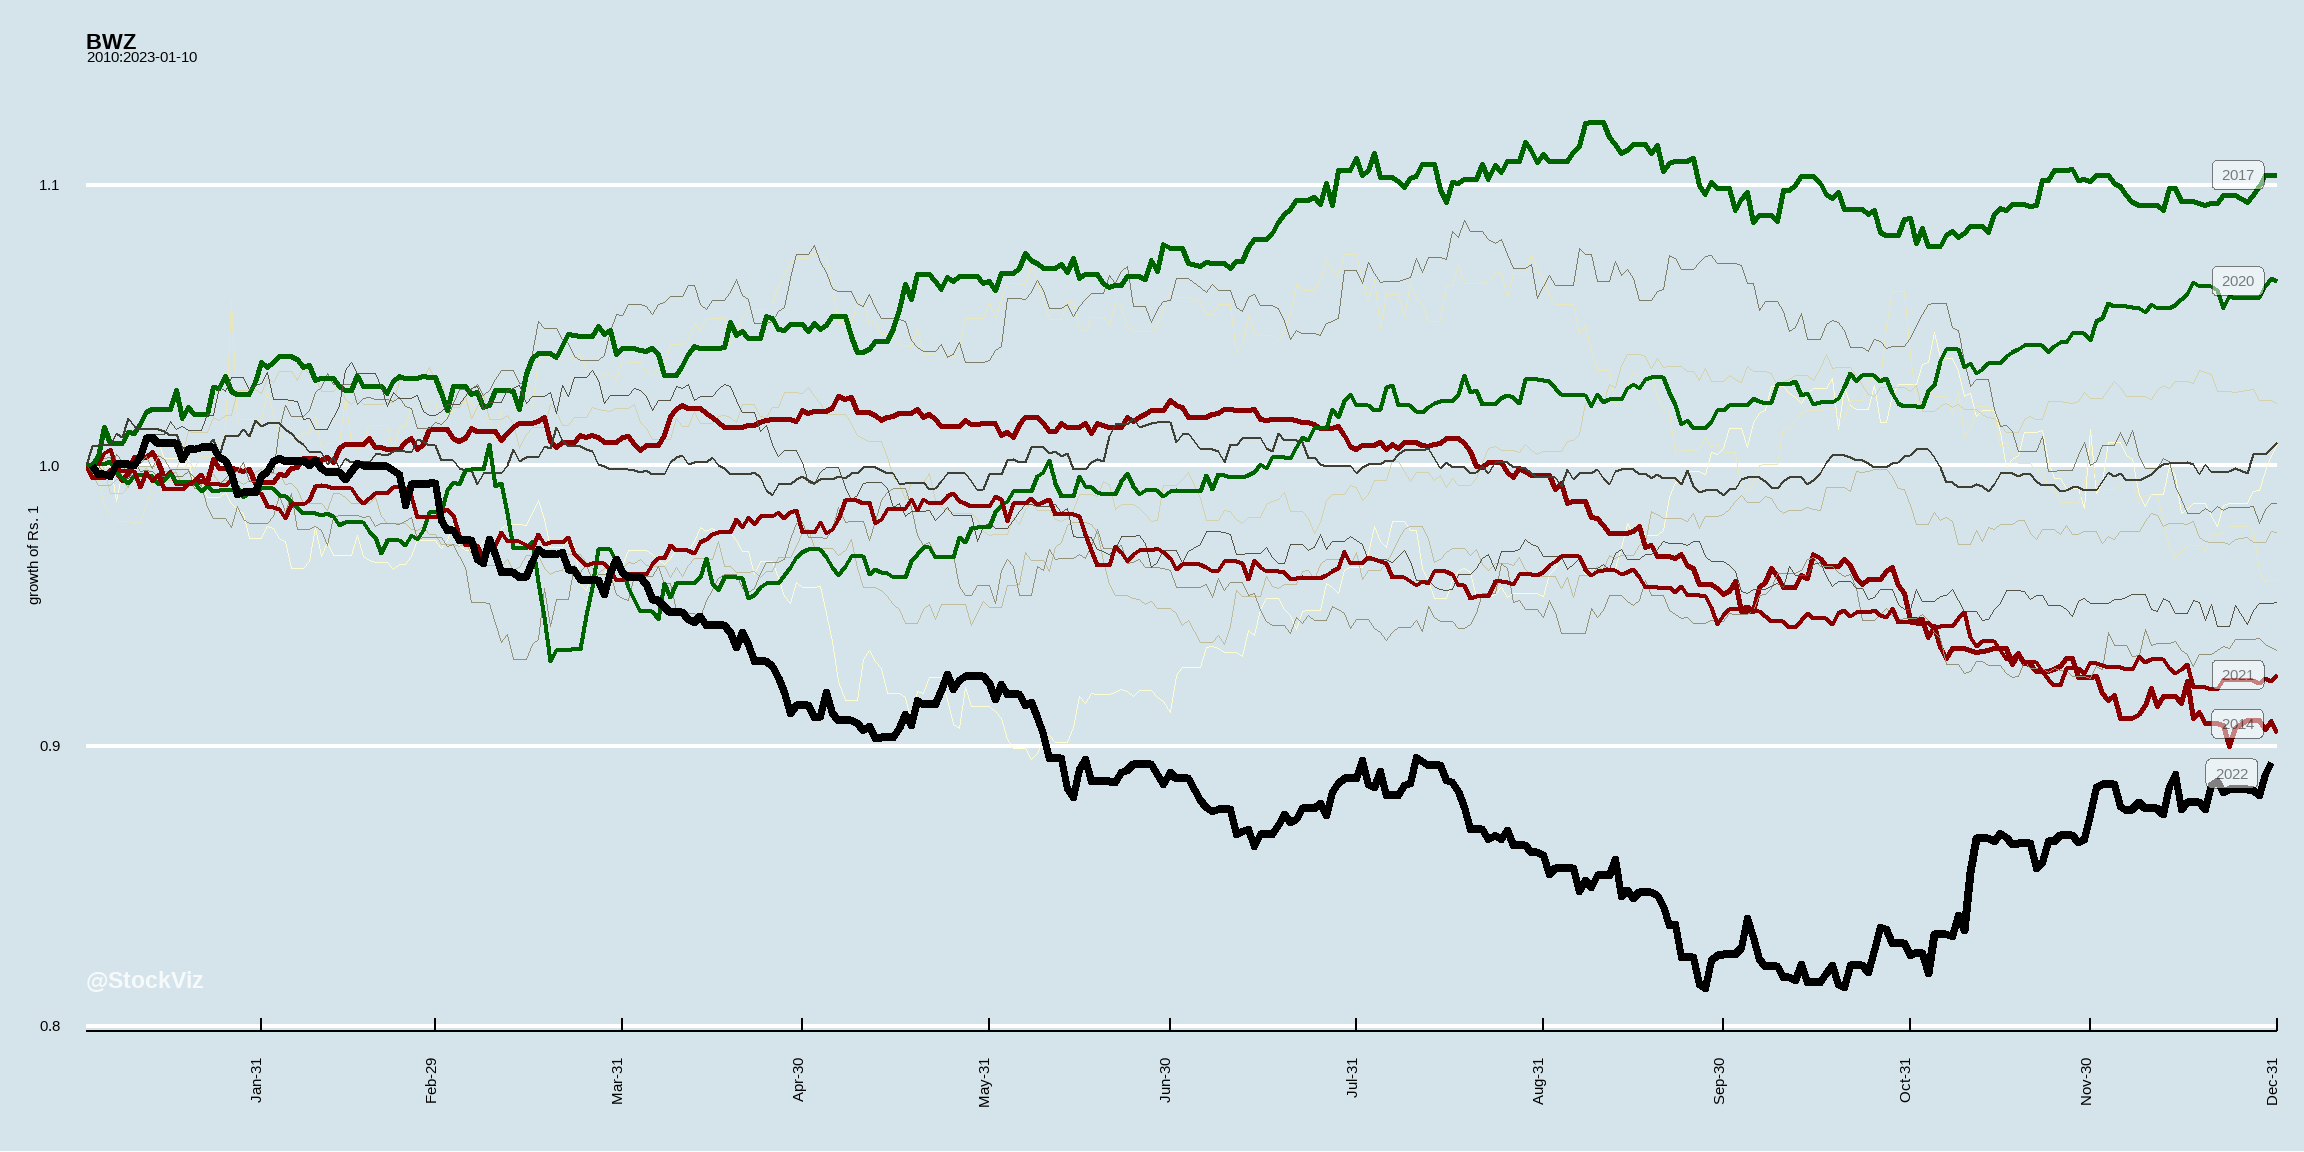 BWZ
2010:2023-01-10
growth of Rs. 1
1.1
1.0
0.9
0.8
2017
2020
2021
2014
2022
@StockViz
Jan-31
Feb-29
Mar-31
Apr-30
May-31
Jun-30
Jul-31
Aug-31
Sep-30
Oct-31
Nov-30
Dec-31